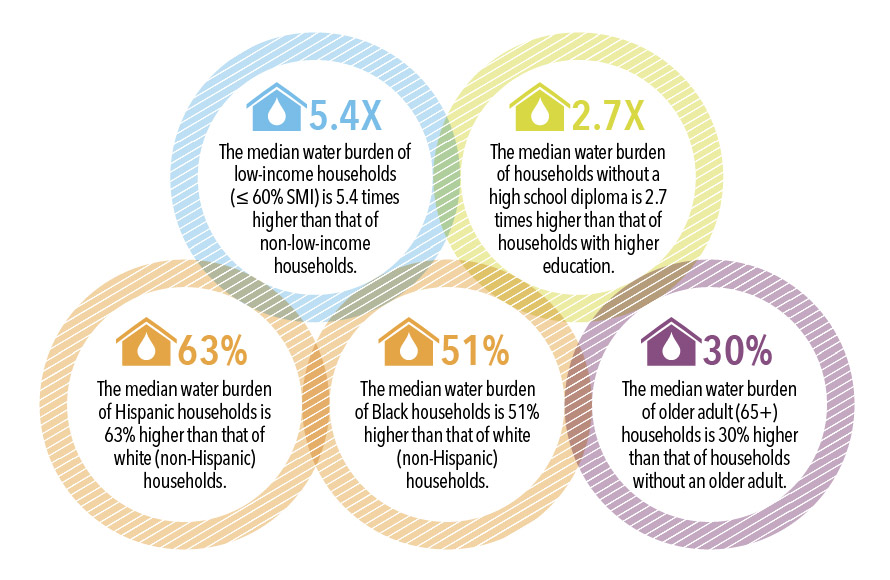 5.4X
The median water burden of
low-income households
(≤ 60% SMI) is 5.4 times
higher than that of
non-low-income
households.
2.7X
The median water burden
of households without a
high school diploma is 2.7
times higher than that of
households with higher
education.
63%
The median water burden
of Hispanic households is
63% higher than that of
white (non-Hispanic)
households.
51%
The median water burden
of Black households is 51%
higher than that of white
(non-Hispanic)
households.
30%
The median water burden
of older adult (65+)
households is 30% higher
than that of households
without an older adult.